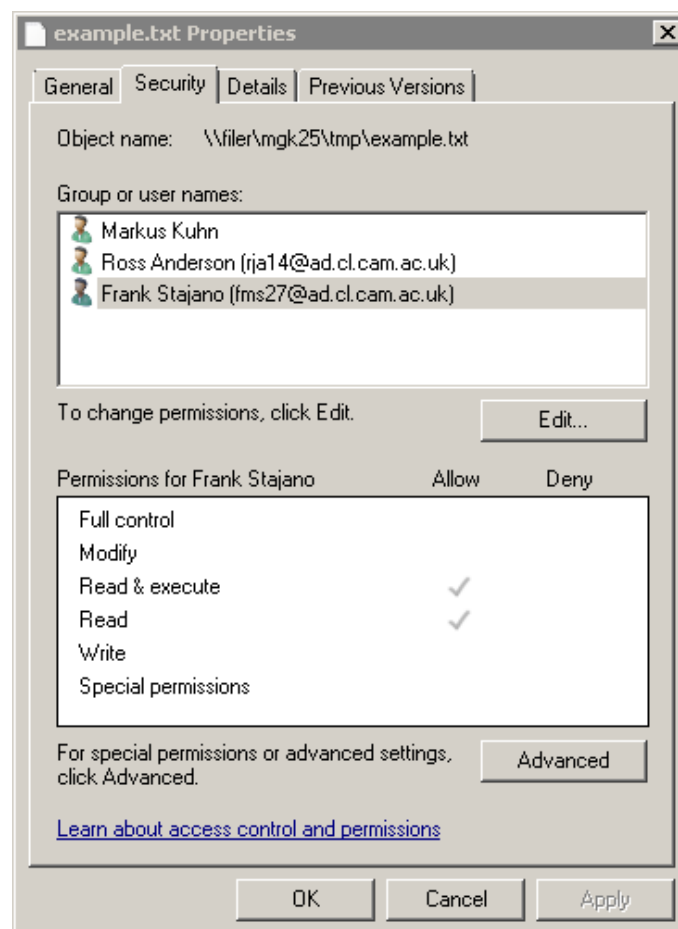 example.txt Properties
General Security Details Previous Versions
Object name: \\filer\mgk25\tmp\example.txt
Group or user names:
Markus Kuhn
Ross Anderson (rja14@ad.cl.cam.ac.uk)
Frank Stajano (fms27@ad.cl.cam.ac.uk)
To change permissions, click Edit.
Edit...
Permissions for Frank Stajano Allow Deny
Full control
Modify
Read & execute
Read
Write
Special permissions
For special permissions or advanced settings,
click Advanced.
Advanced
Learn about access control and permissions
OK Cancel Apply